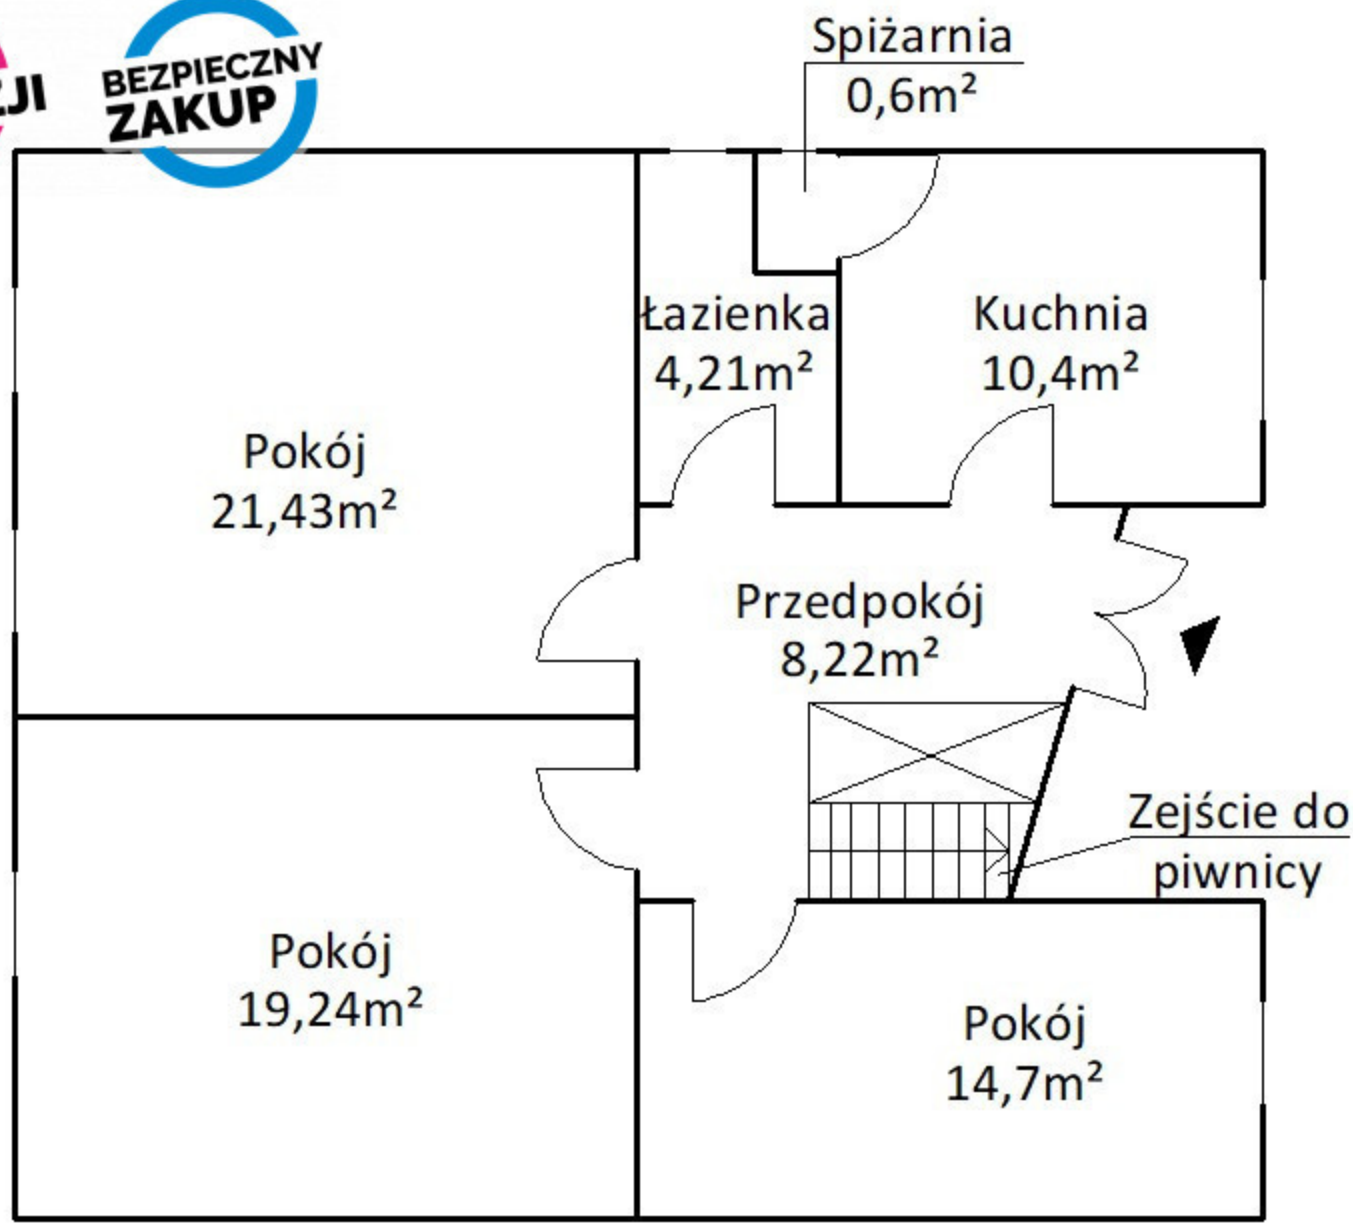 BEZPIECZNY
ZAKUP
Spiżarnia
0,6m²
Łazienka
4,21m²
Kuchnia
10,4m²
Pokój
21,43m²
Przedpokój
8,22m²
Zejście do
piwnicy
Pokój
19,24m²
Pokój
14,7m²